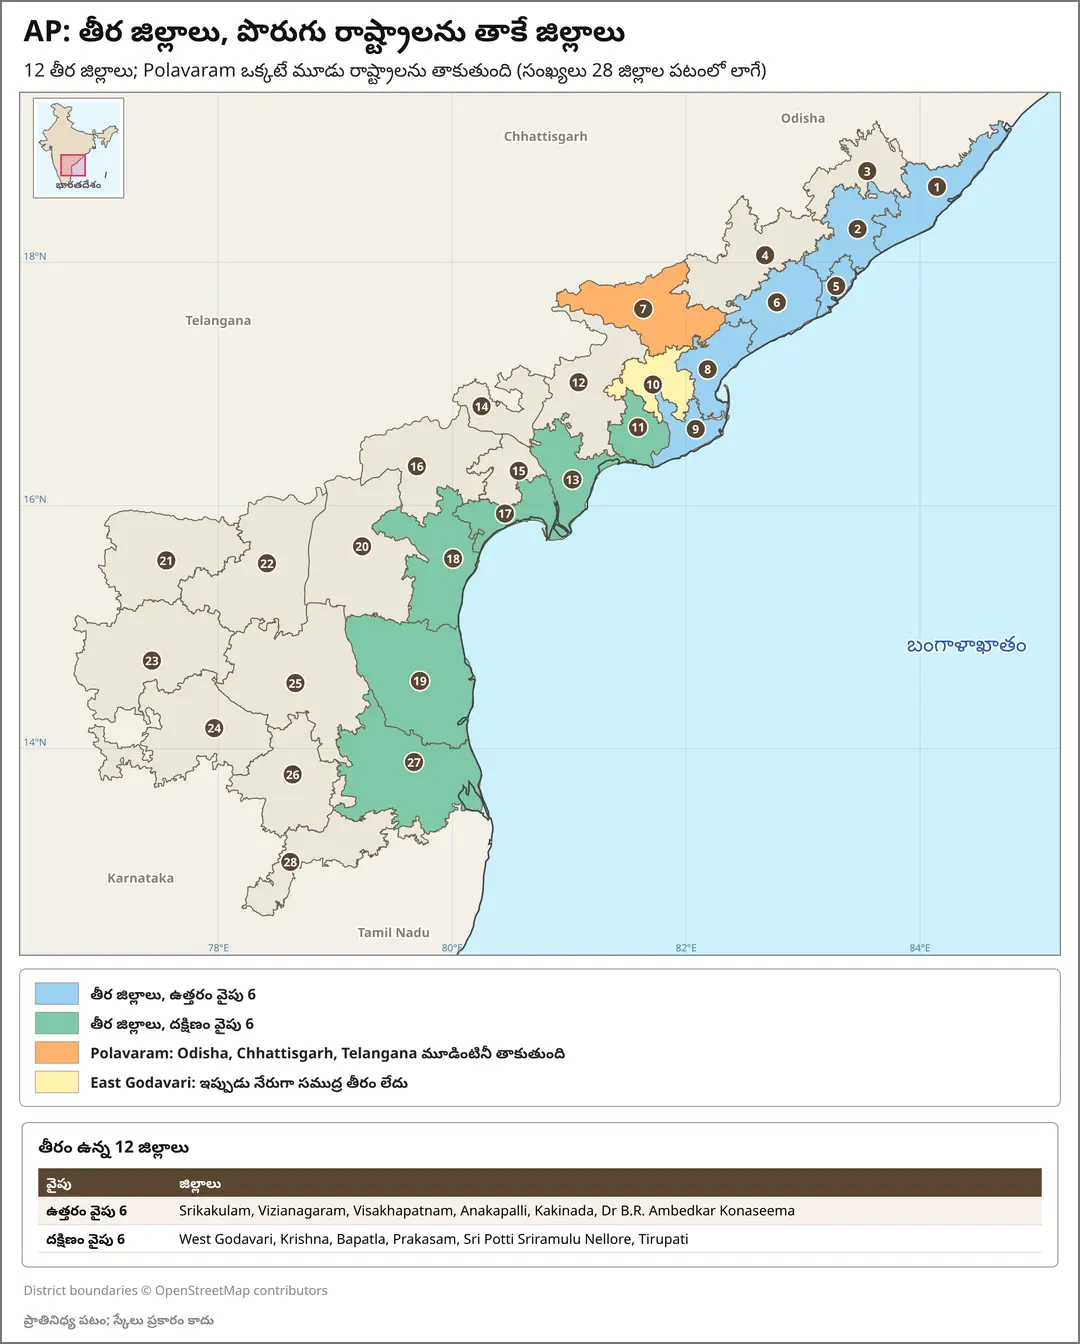 AP: తీర జిల్లాలు, పొరుగు రాష్ట్రాలను తాకే జిల్లాలు
12 తీర జిల్లాలు; Polavaram ఒక్కటే మూడు రాష్ట్రాలను తాకుతుంది (సంఖ్యలు 28 జిల్లాల పటంలో లాగే)
భారతదేశం
Chhattisgarh
Odisha
3
1
2
18°N
4
5
6
7
Telangana
8
12
10
14
11
9
16
15
13
16°N
17
20
18
21
22
బంగాళాఖాతం
23
25
19
24
14°N
27
26
28
Karnataka
Tamil Nadu
78°E
80°E
82°E
84°E
తీర జిల్లాలు, ఉత్తరం వైపు 6
తీర జిల్లాలు, దక్షిణం వైపు 6
Polavaram: Odisha, Chhattisgarh, Telangana మూడింటినీ తాకుతుంది
East Godavari: ఇప్పుడు నేరుగా సముద్ర తీరం లేదు
తీరం ఉన్న 12 జిల్లాలు
వైపు జిల్లాలు
ఉత్తరం వైపు 6 Srikakulam, Vizianagaram, Visakhapatnam, Anakapalli, Kakinada, Dr B.R. Ambedkar Konaseema
దక్షిణం వైపు 6 West Godavari, Krishna, Bapatla, Prakasam, Sri Potti Sriramulu Nellore, Tirupati
District boundaries © OpenStreetMap contributors
ప్రాతినిధ్య పటం; స్కేలు ప్రకారం కాదు